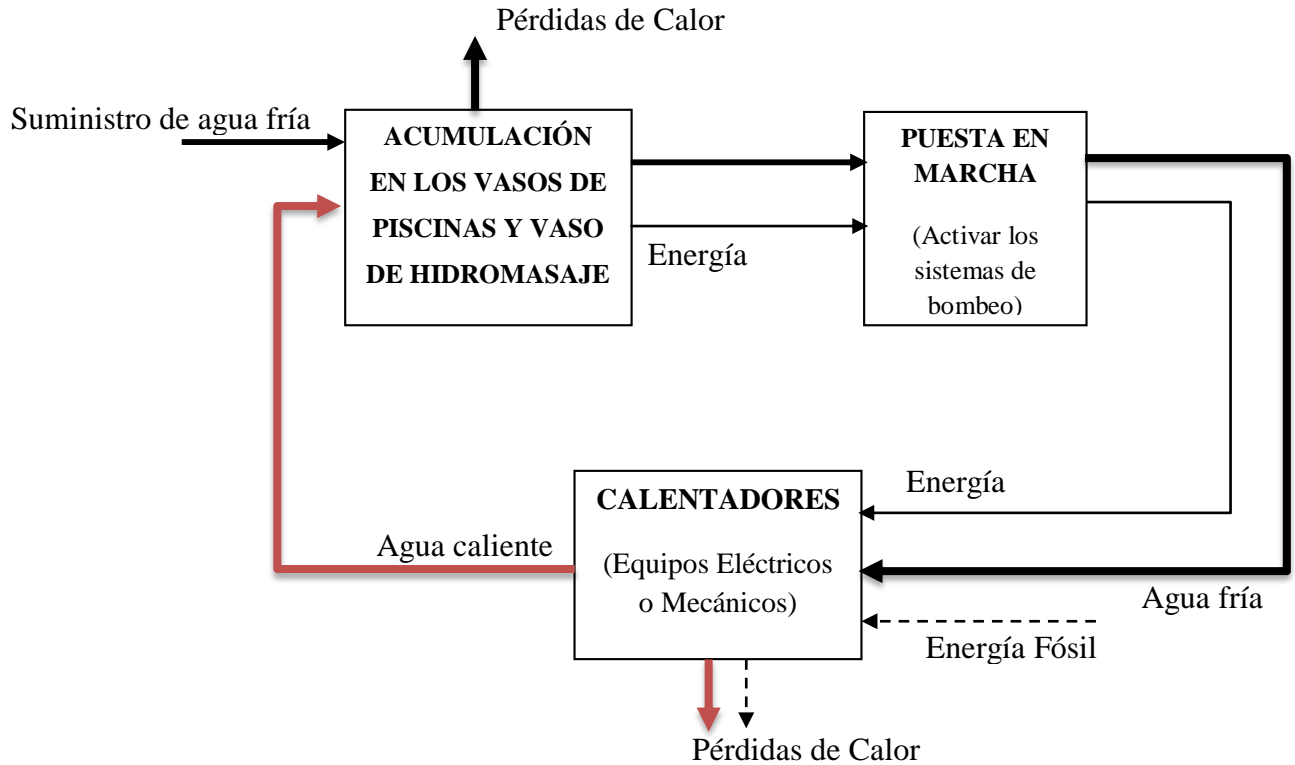 Pérdidas de Calor
Suministro de agua fría
ACUMULACIÓN
EN LOS VASOS DE
PISCINAS Y VASO
DE HIDROMASAJE
Energía
PUESTA EN
MARCHA
(Activar los
sistemas de
bombeo)
CALENTADORES
(Equipos Eléctricos
o Mecánicos)
Energía
Agua caliente
Agua fría
Energía Fósil
Pérdidas de Calor